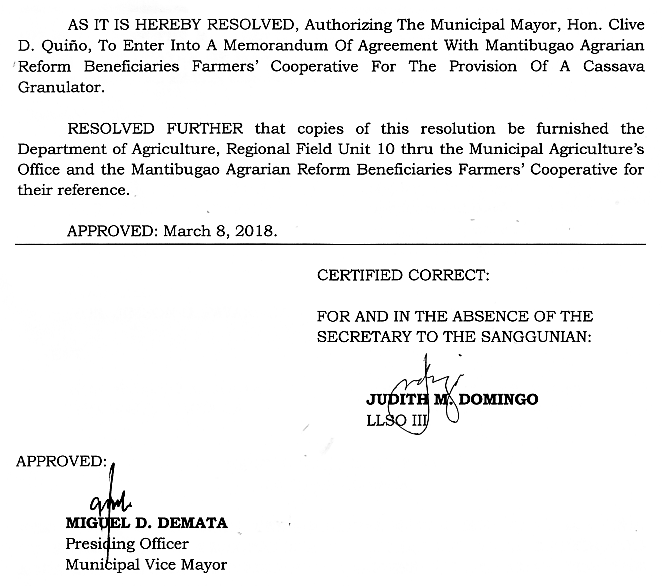 AS IT IS HEREBY RESOLVED, Authorizing The Municipal Mayor, Hon. Clive
D. Quiño, To Enter Into A Memorandum Of Agreement With Mantibugao Agrarian
Reform Beneficiaries Farmers' Cooperative For The Provision Of A Cassava
Granulator.
RESOLVED FURTHER that copies of this resolution be furnished the
Department of Agriculture, Regional Field Unit 10 thru the Municipal Agriculture's
Office and the Mantibugao Agrarian Reform Beneficiaries Farmers' Cooperative for
their reference.
APPROVED: March 8, 2018.
CERTIFIED CORRECT:
FOR AND IN THE ABSENCE OF THE
SECRETARY TO THE SANGGUNIAN:
JUDITH M. DOMINGO
LLSO III
APPROVED:
MIGUEL D. DEMATA
Presiding Officer
Municipal Vice Mayor